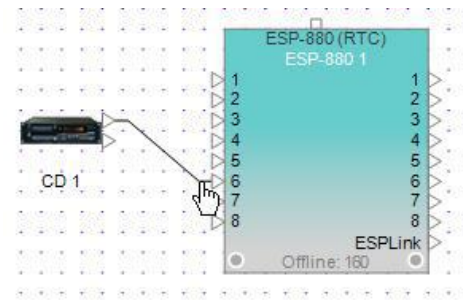 ESP-880 (RTC)
ESP-880 1
1 1
2 2
3 3
4 4
5 5
6 6
7 7
8 8
ESPLink
Offline: 160
CD 1